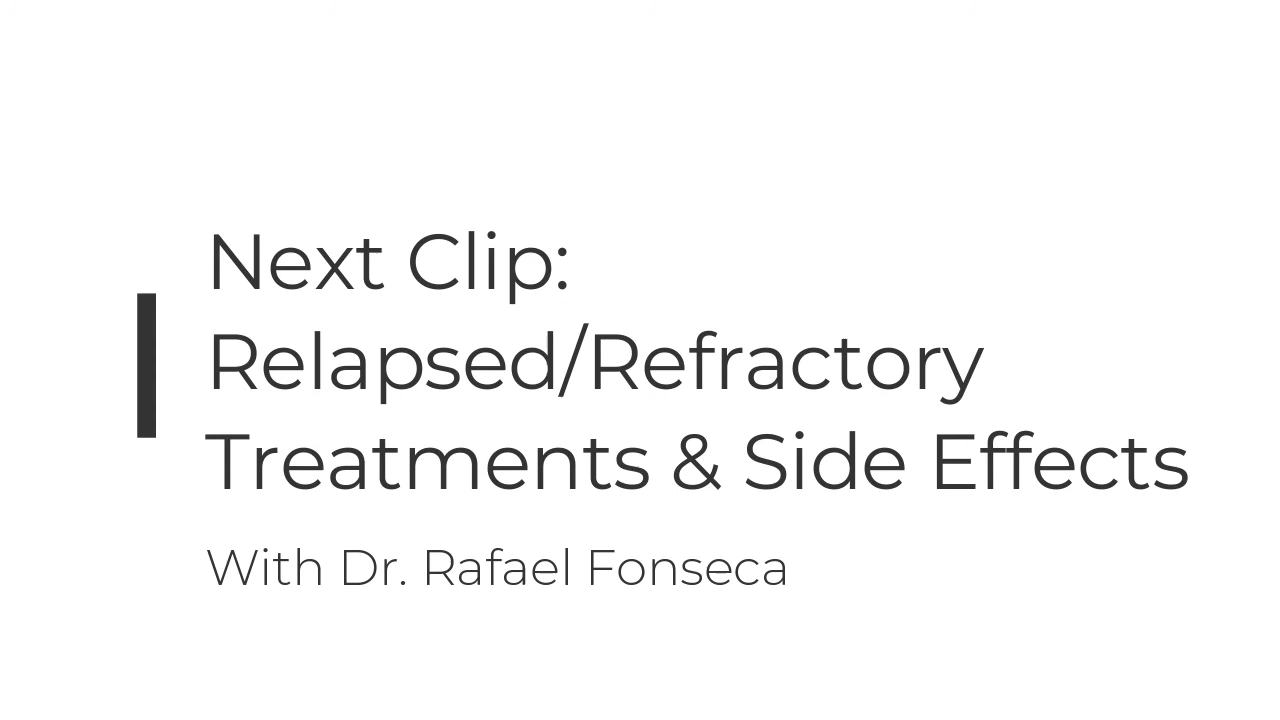 Next Clip:
Relapsed/Refractory
Treatments & Side Effects
With Dr. Rafael Fonseca